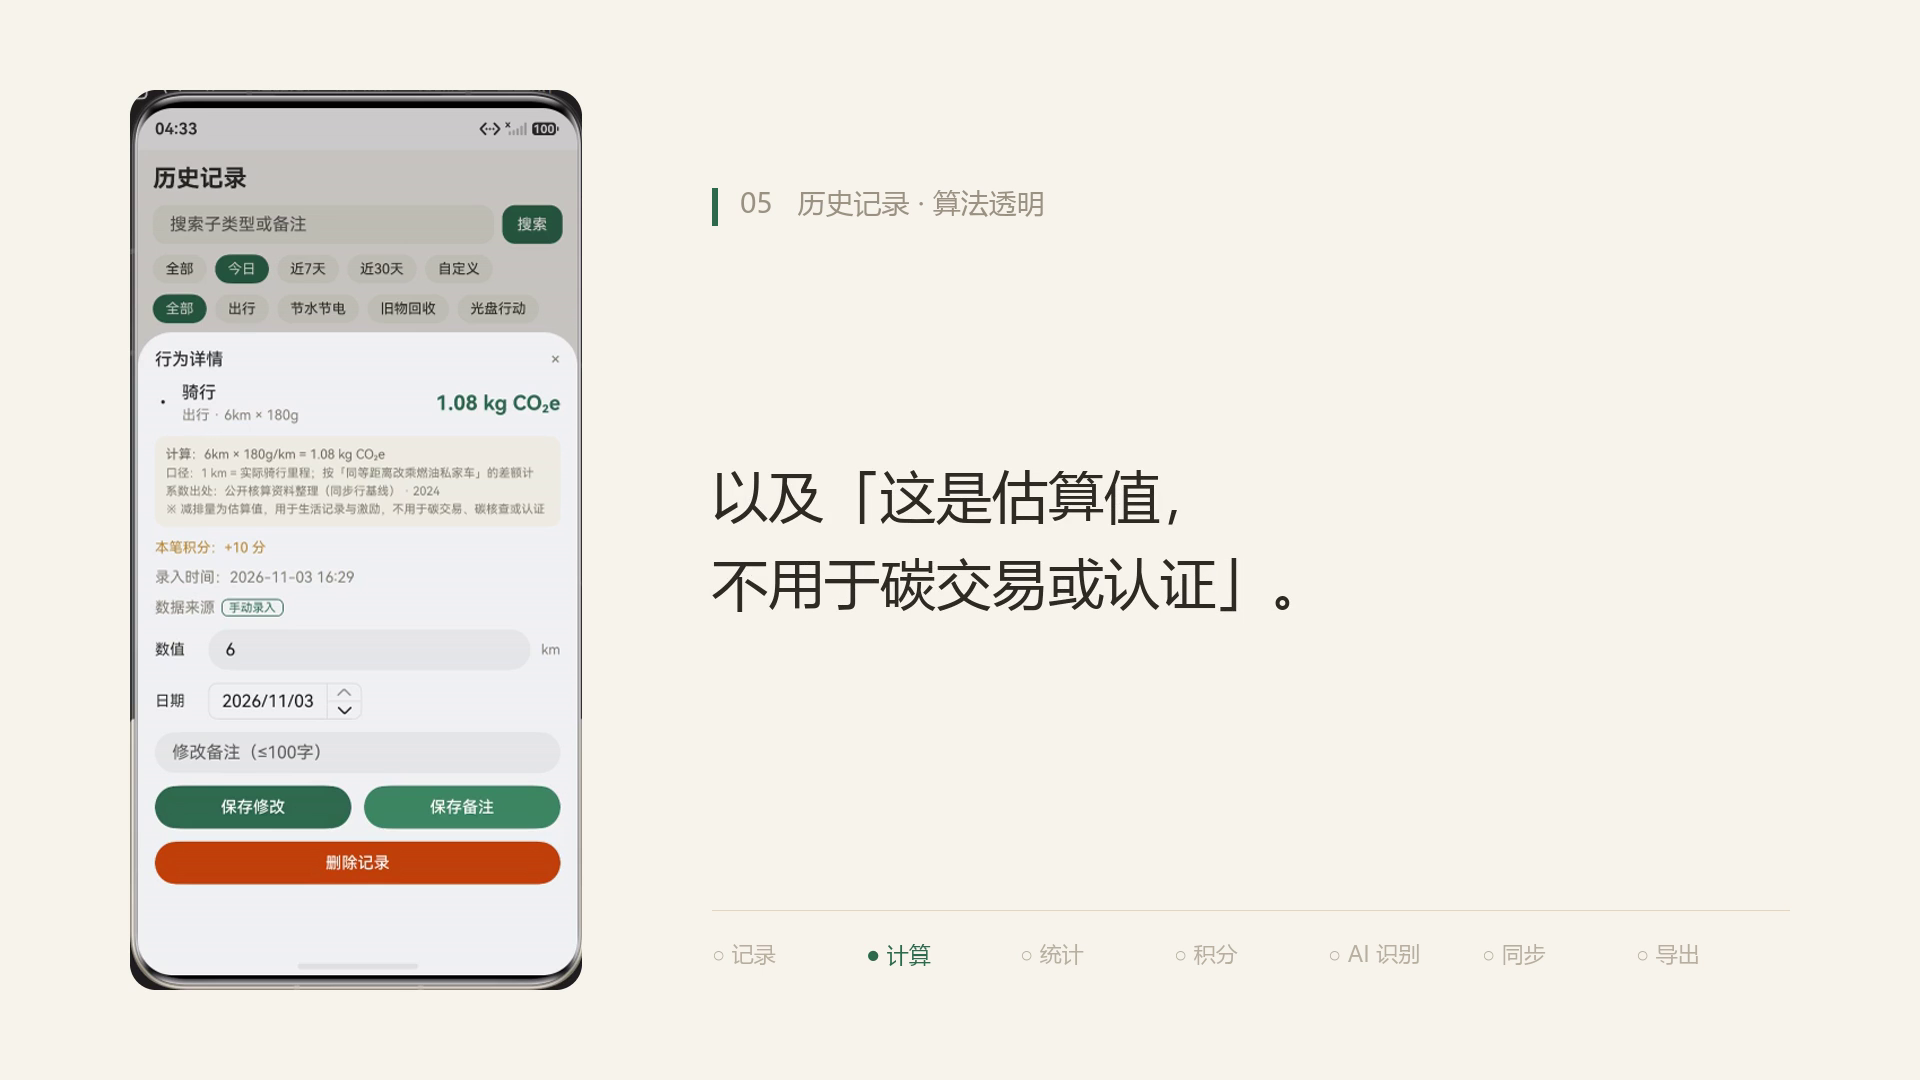 04:33
100
历史记录
搜索子类型或备注
搜索
全部 今日 近7天 近30天 自定义
全部 出行 节水节电 旧物回收 光盘行动
行为详情
×
骑行
出行 · 6km × 180g
1.08 kg CO₂e
计算：6km × 180g/km = 1.08 kg CO₂e
口径：1 km = 实际骑行里程；按「同等距离改乘燃油私家车」的差额计
系数出处：公开核算资料整理（同步行基线） · 2024
※ 减排量为估算值，用于生活记录与激励，不用于碳交易、碳核查或认证
本笔积分：+10 分
录入时间：2026-11-03 16:29
数据来源 手动录入
数值 6 km
日期 2026/11/03
修改备注（≤100字）
保存修改 保存备注
删除记录
05 历史记录 · 算法透明
以及「这是估算值，
不用于碳交易或认证」。
○ 记录 ● 计算 ○ 统计 ○ 积分 ○ AI 识别 ○ 同步 ○ 导出